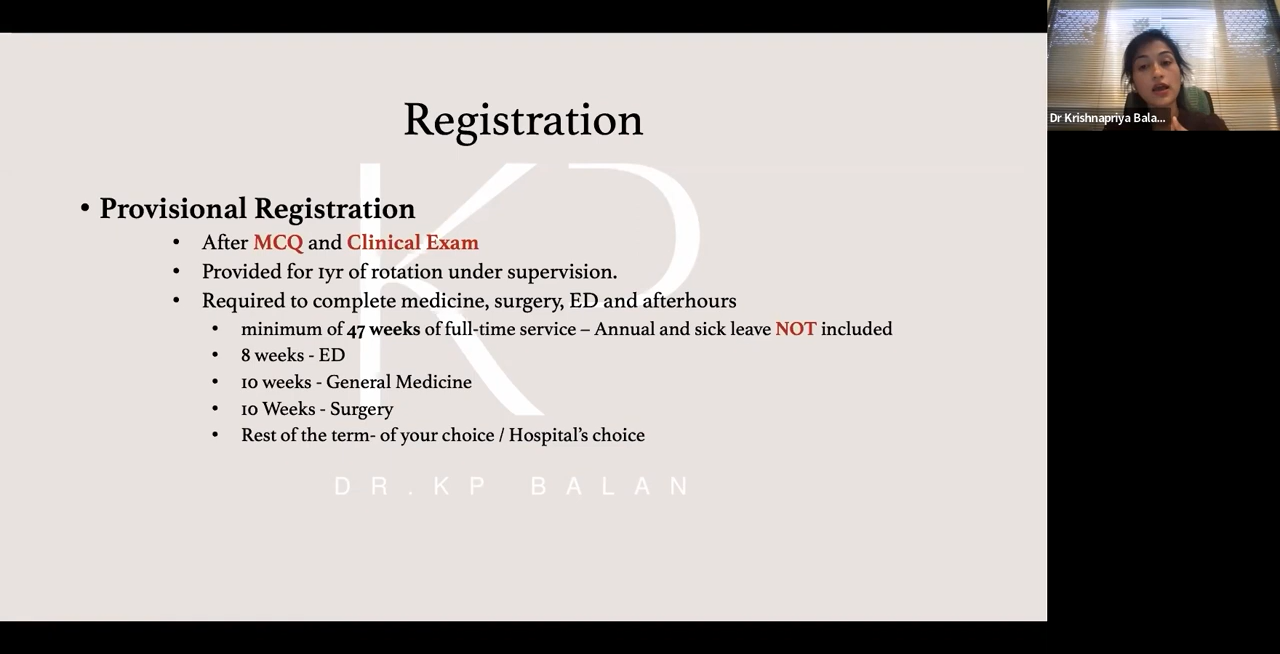 Registration
• Provisional Registration
• After MCQ and Clinical Exam
• Provided for 1yr of rotation under supervision.
• Required to complete medicine, surgery, ED and afterhours
• minimum of 47 weeks of full-time service – Annual and sick leave NOT included
• 8 weeks - ED
• 10 weeks - General Medicine
• 10 Weeks - Surgery
• Rest of the term- of your choice / Hospital's choice
KP
DR.KP BALAN
Dr Krishnapriya Bala...